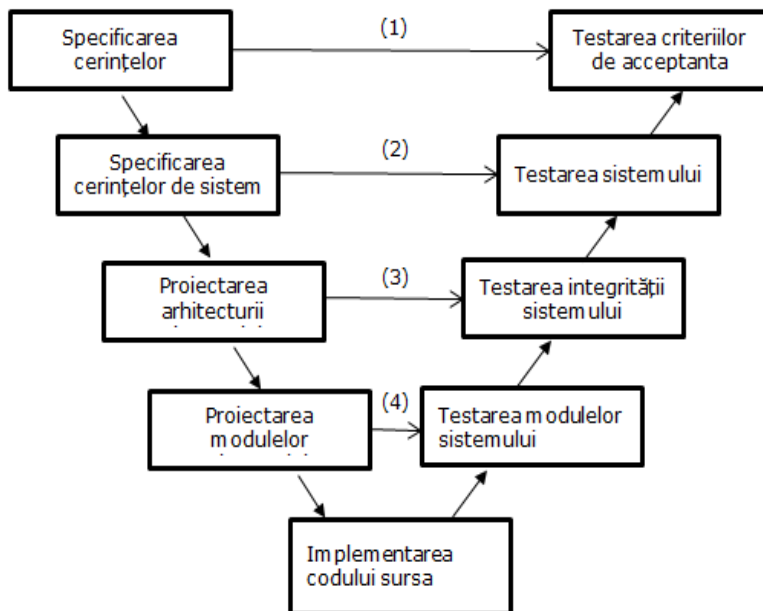 Specificarea
cerințelor
(1)
Testarea criteriilor
de acceptanta
Specificarea
cerințelor de sistem
(2)
Testarea sistemului
Proiectarea
arhitecturii
(3)
Testarea integrității
sistemului
Proiectarea
modulelor
(4)
Testarea modulelor
sistemului
Implementarea
codului sursa